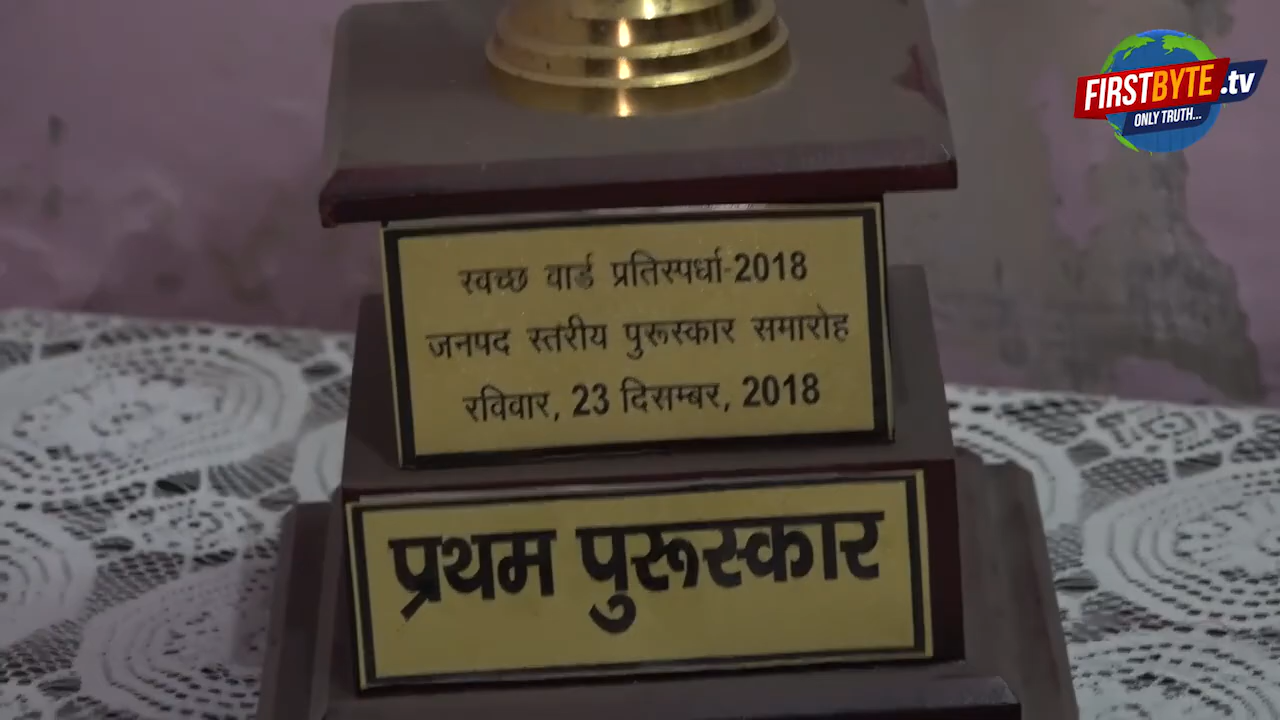 FIRSTBYTE.tv
ONLY TRUTH...
स्वच्छ वार्ड प्रतिस्पर्धा-2018
जनपद स्तरीय पुरूस्कार समारोह
रविवार, 23 दिसम्बर, 2018
प्रथम पुरूस्कार